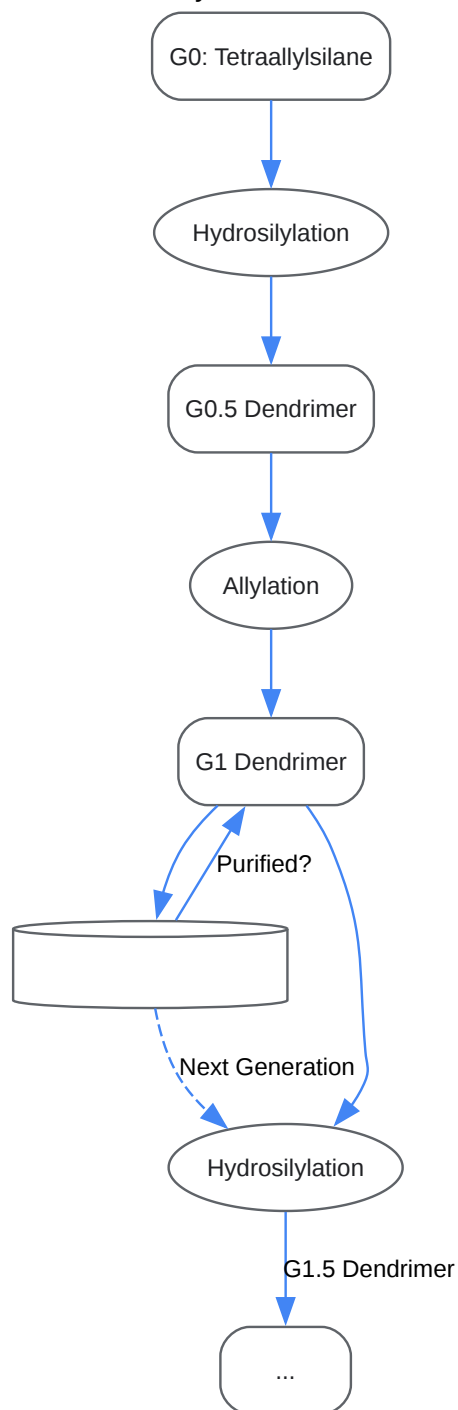 G0: Tetraallylsilane
Hydrosilylation
G0.5 Dendrimer
Allylation
G1 Dendrimer
Purified?
Next Generation
Hydrosilylation
G1.5 Dendrimer
...